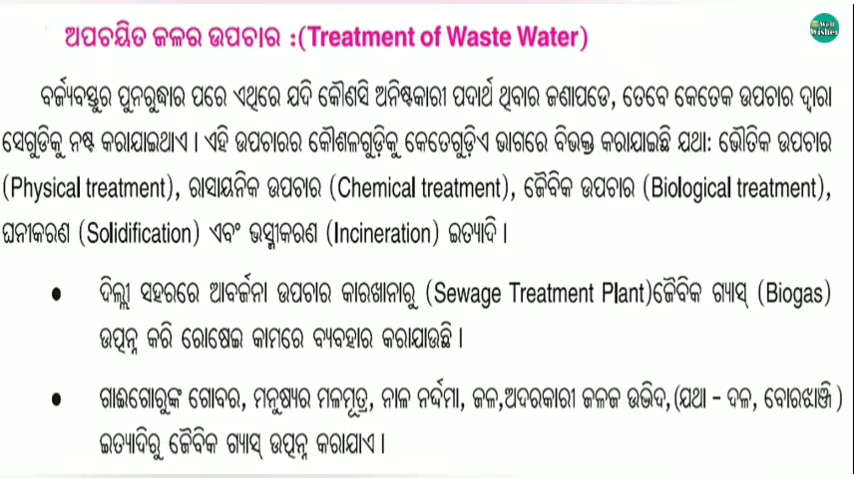 ଅପଚୟିତ ଜଳର ଉପଚାର :(Treatment of Waste Water)
Well Wisher
ବର୍ଜ୍ୟବସ୍ତୁର ପୁନରୁଦ୍ଧାର ପରେ ଏଥିରେ ଯଦି କୌଣସି ଅନିଷ୍ଟକାରୀ ପଦାର୍ଥ ଥିବାର ଜଣାପଡେ, ତେବେ କେତେକ ଉପଚାର ଦ୍ୱାରା
ସେଗୁଡିକୁ ନଷ୍ଟ କରାଯାଇଥାଏ । ଏହି ଉପଚାରର କୌଶଳଗୁଡ଼ିକୁ କେତେଗୁଡ଼ିଏ ଭାଗରେ ବିଭକ୍ତ କରାଯାଇଛି ଯଥା: ଭୌତିକ ଉପଚାର
(Physical treatment), ରାସାୟନିକ ଉପଚାର (Chemical treatment), ଜୈବିକ ଉପଚାର (Biological treatment),
ଘନୀକରଣ (Solidification) ଏବଂ ଭସ୍ମୀକରଣ (Incineration) ଇତ୍ୟାଦି ।
• ଦିଲ୍ଲୀ ସହରରେ ଆବର୍ଜନା ଉପଚାର କାରଖାନାରୁ (Sewage Treatment Plant)ଜୈବିକ ଗ୍ୟାସ୍ (Biogas)
ଉତ୍ପନ୍ନ କରି ରୋଷେଇ କାମରେ ବ୍ୟବହାର କରାଯାଉଛି ।
• ଗାଈଗୋରୁଙ୍କ ଗୋବର, ମନୁଷ୍ୟର ମଳମୂତ୍ର, ନାଳ ନର୍ଦ୍ଦମା, ଜଳ,ଅଦରକାରୀ ଜଳଜ ଉଦ୍ଭିଦ,(ଯଥା - ଦଳ, ବୋରଝାଞ୍ଜି )
ଇତ୍ୟାଦିରୁ ଜୈବିକ ଗ୍ୟାସ୍ ଉତ୍ପନ୍ନ କରାଯାଏ ।